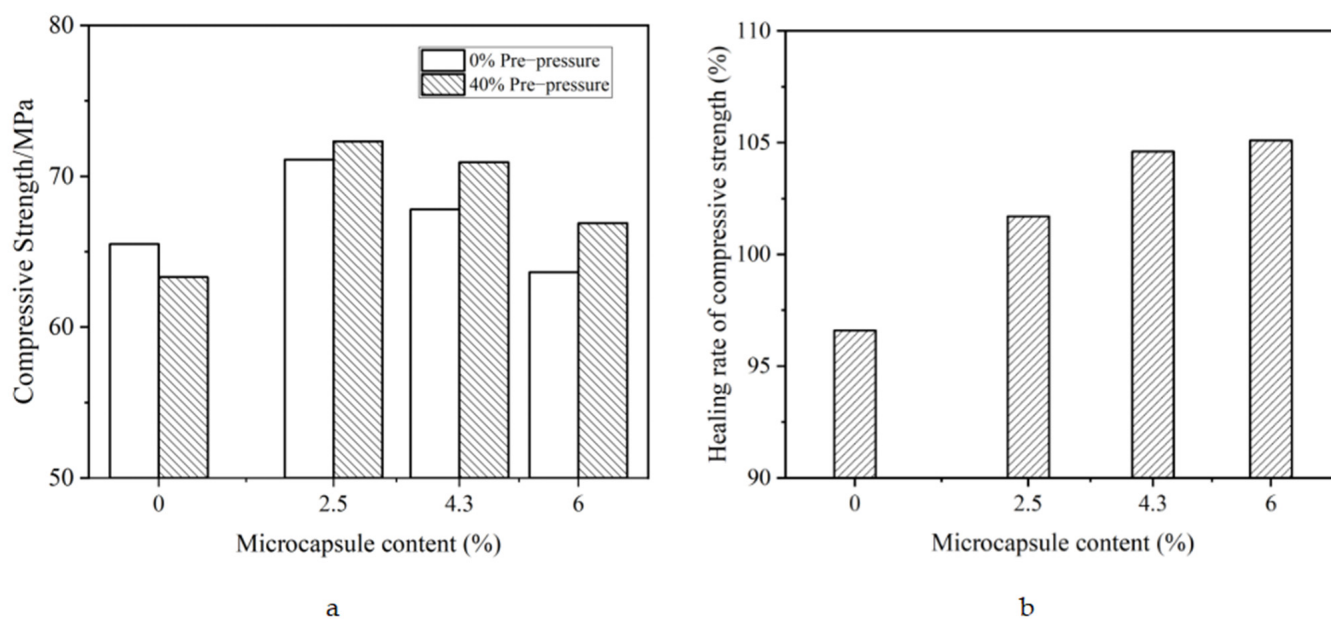 80
70
60
50
Compressive Strength/MPa
0% Pre−pressure
40% Pre−pressure
0 2.5 4.3 6
Microcapsule content (%)
a
110
105
100
95
90
Healing rate of compressive strength (%)
0 2.5 4.3 6
Microcapsule content (%)
b